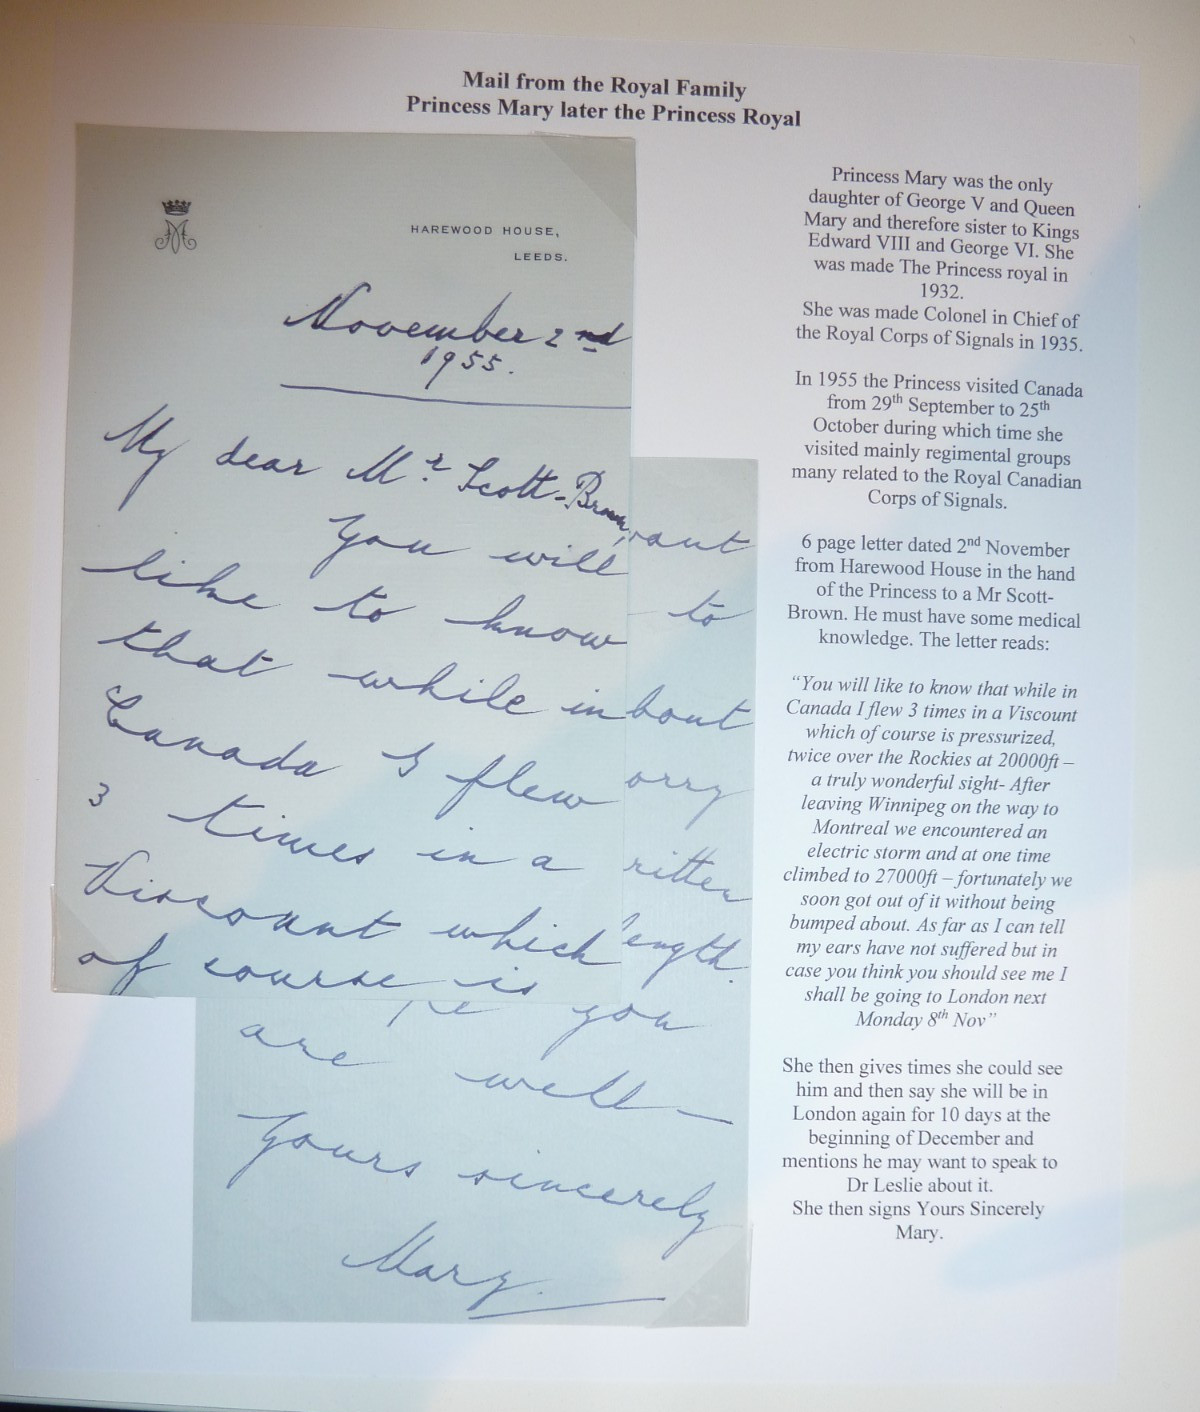 Mail from the Royal Family
Princess Mary later the Princess Royal
HAREWOOD HOUSE,
LEEDS.
November 2nd
1955.
My dear Mr Scott-Brown,
You will
like to know
that while in
Canada I flew
3 times in a
Viscount which
of course is
to
bout
orry
ritten
length.
you
are well—
Yours sincerely
Mary.
Princess Mary was the only
daughter of George V and Queen
Mary and therefore sister to Kings
Edward VIII and George VI. She
was made The Princess royal in
1932.
She was made Colonel in Chief of
the Royal Corps of Signals in 1935.
In 1955 the Princess visited Canada
from 29th September to 25th
October during which time she
visited mainly regimental groups
many related to the Royal Canadian
Corps of Signals.
6 page letter dated 2nd November
from Harewood House in the hand
of the Princess to a Mr Scott-
Brown. He must have some medical
knowledge. The letter reads:
“You will like to know that while in
Canada I flew 3 times in a Viscount
which of course is pressurized,
twice over the Rockies at 20000ft –
a truly wonderful sight- After
leaving Winnipeg on the way to
Montreal we encountered an
electric storm and at one time
climbed to 27000ft – fortunately we
soon got out of it without being
bumped about. As far as I can tell
my ears have not suffered but in
case you think you should see me I
shall be going to London next
Monday 8th Nov”
She then gives times she could see
him and then say she will be in
London again for 10 days at the
beginning of December and
mentions he may want to speak to
Dr Leslie about it.
She then signs Yours Sincerely
Mary.